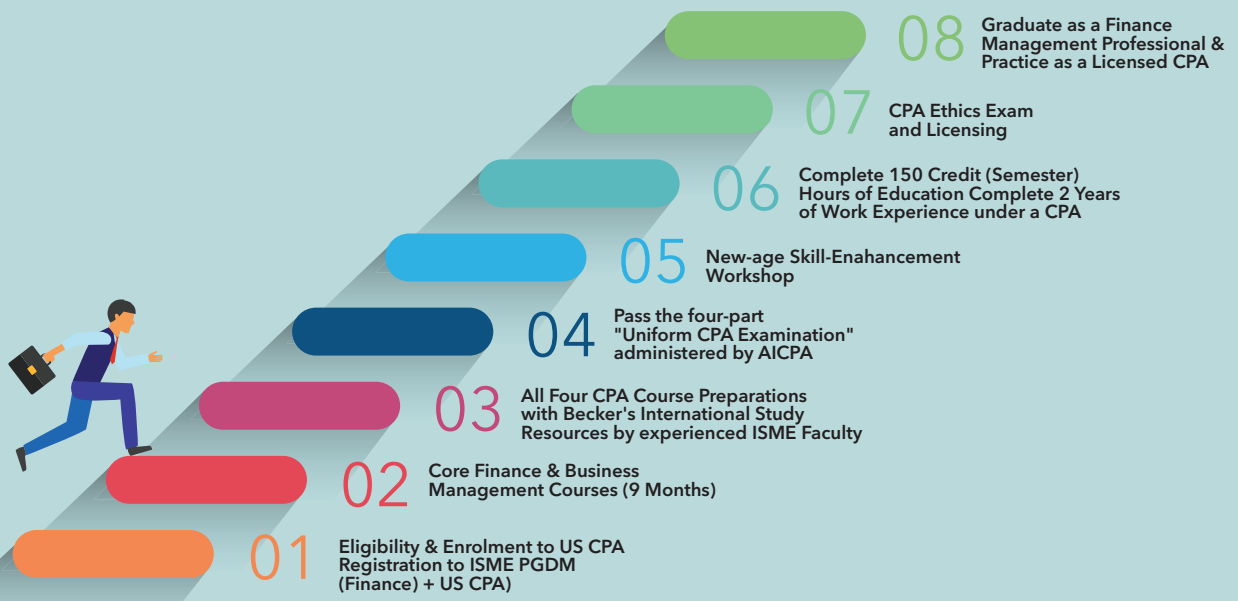 08
Graduate as a Finance
Management Professional &
Practice as a Licensed CPA
07
CPA Ethics Exam
and Licensing
06
Complete 150 Credit (Semester)
Hours of Education Complete 2 Years
of Work Experience under a CPA
05
New-age Skill-Enahancement
Workshop
04
Pass the four-part
"Uniform CPA Examination"
administered by AICPA
03
All Four CPA Course Preparations
with Becker's International Study
Resources by experienced ISME Faculty
02
Core Finance & Business
Management Courses (9 Months)
01
Eligibility & Enrolment to US CPA
Registration to ISME PGDM
(Finance) + US CPA)